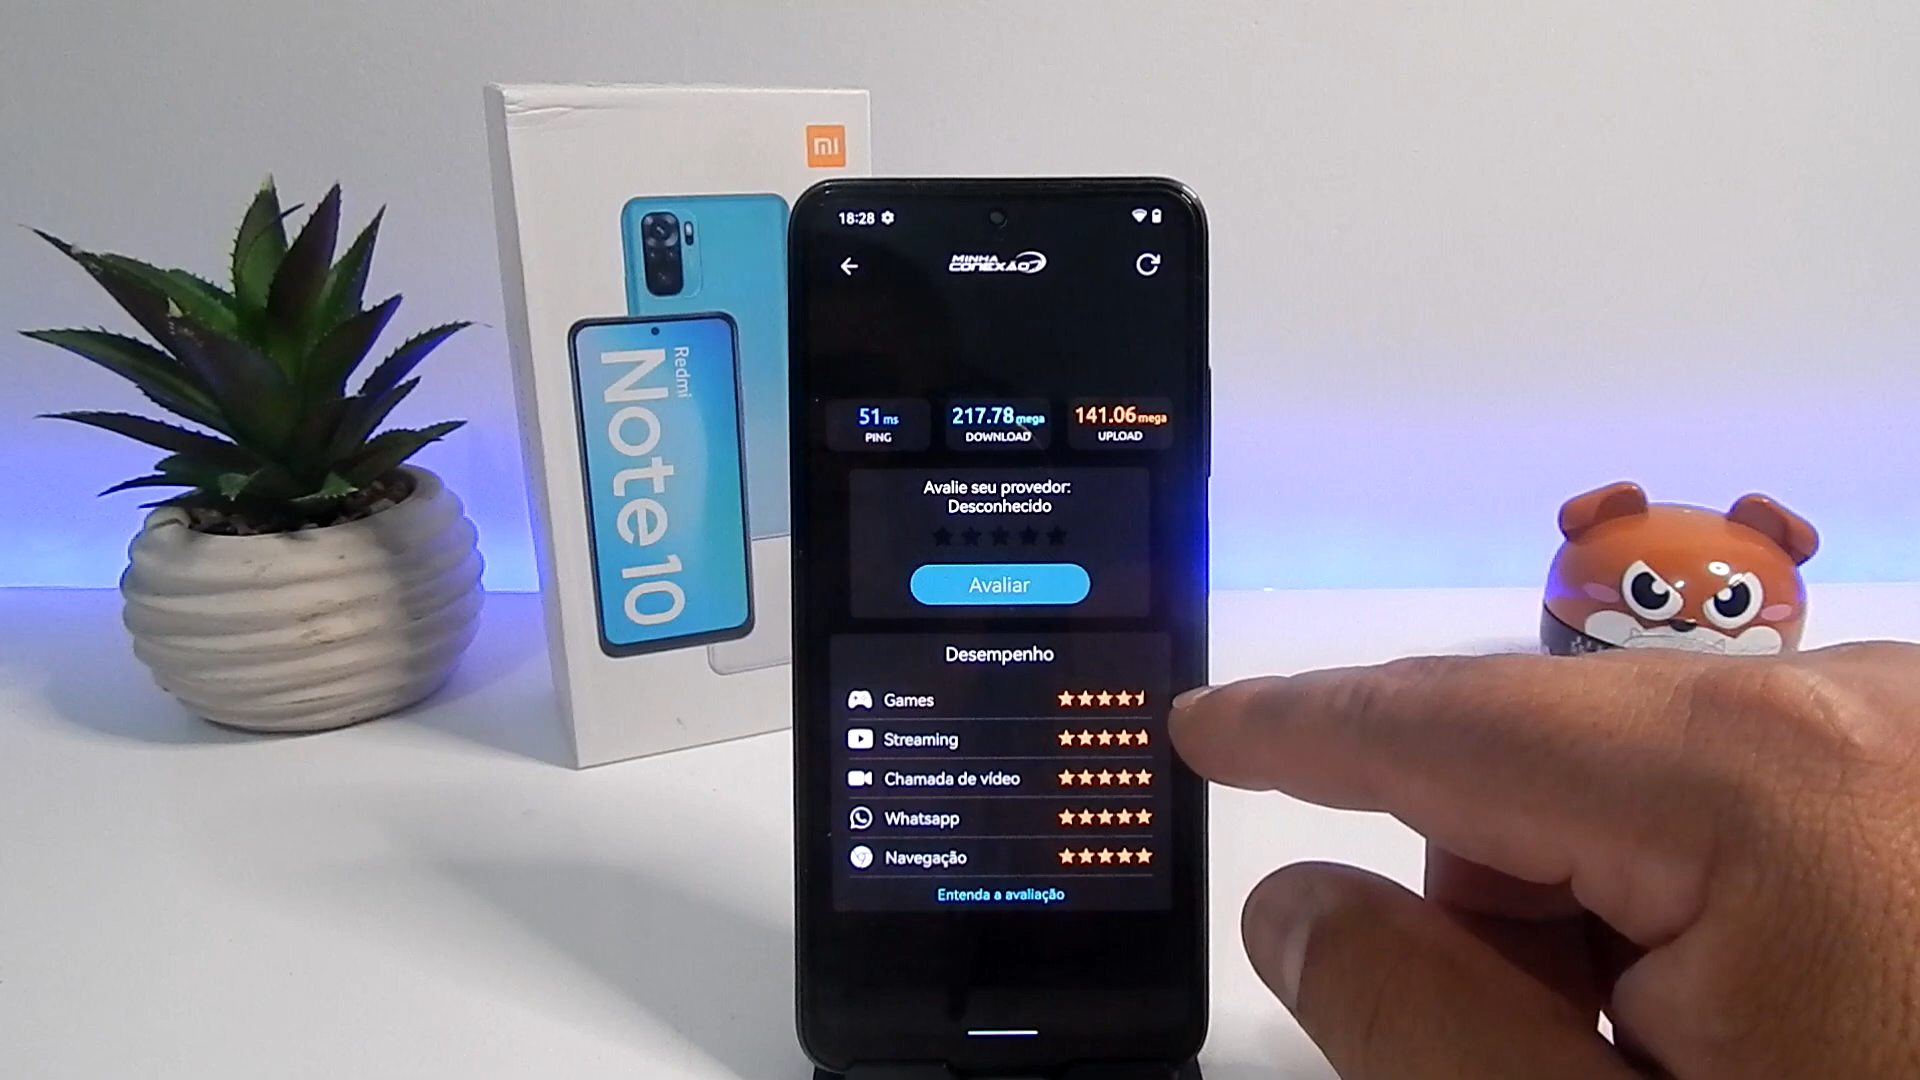 mi
Redmi
Note 10
18:28
MINHA
CONEXÃO
51 ms
PING
217.78 mega
DOWNLOAD
141.06 mega
UPLOAD
Avalie seu provedor:
Desconhecido
Avaliar
Desempenho
Games
Streaming
Chamada de vídeo
Whatsapp
Navegação
Entenda a avaliação